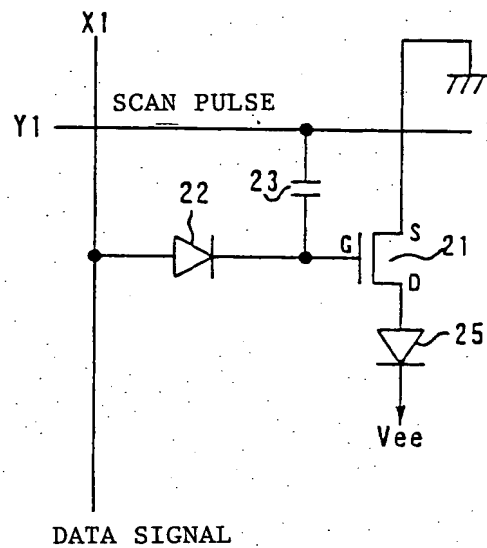 X1
SCAN PULSE
Y1
23
22
G
S
21
D
25
Vee
DATA SIGNAL